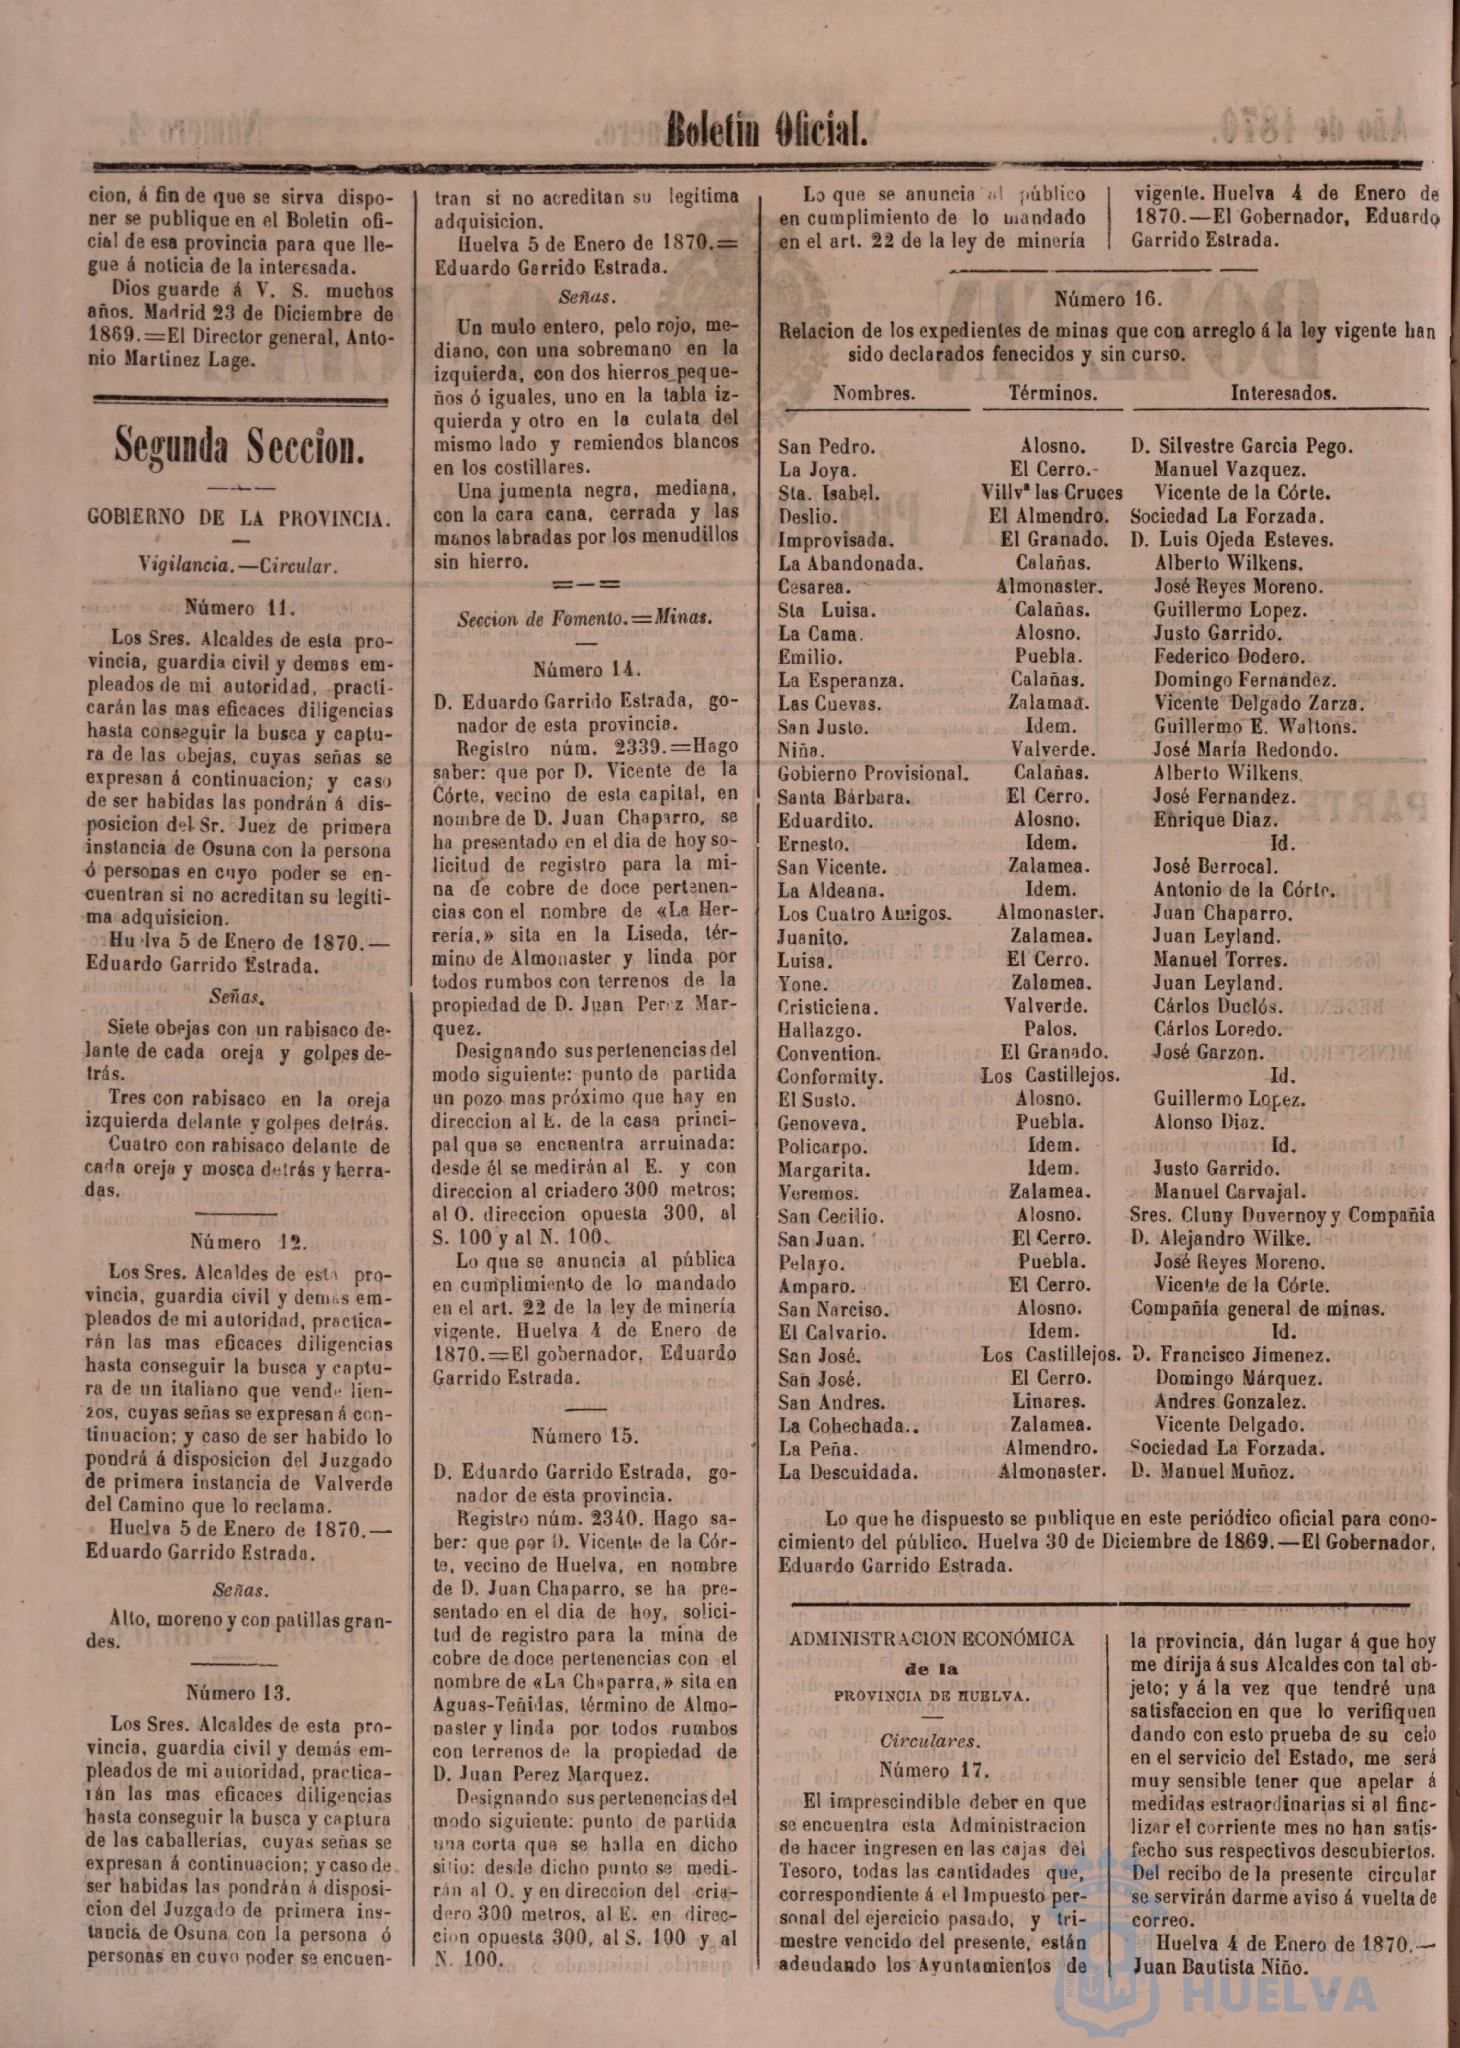 Boletin Oficial.
cion, á fin de que se sirva dispo-
ner se publique en el Boletin ofi-
cial de esa provincia para que lle-
gue á noticia de la interesada.
Dios guarde á V. S. muchos
años. Madrid 23 de Diciembre de
1869.=El Director general, Anto-
nio Martinez Lage.
Segunda Seccion.
GOBIERNO DE LA PROVINCIA.
Vigilancia.—Circular.
Número 11.
Los Sres. Alcaldes de esta pro-
vincia, guardia civil y demas em-
pleados de mi autoridad, practi-
carán las mas eficaces diligencias
hasta conseguir la busca y captu-
ra de las obejas, cuyas señas se
expresan á continuacion; y caso
de ser habidas las pondrán á dis-
posicion del Sr. Juez de primera
instancia de Osuna con la persona
ó personas en cuyo poder se en-
cuentran si no acreditan su legíti-
ma adquisicion.
Huelva 5 de Enero de 1870.—
Eduardo Garrido Estrada.
Señas.
Siete obejas con un rabisaco de-
lante de cada oreja y golpes de-
trás.
Tres con rabisaco en la oreja
izquierda delante y golpes detrás.
Cuatro con rabisaco delante de
cada oreja y mosca detrás y herra-
das.
Número 12.
Los Sres. Alcaldes de esta pro-
vincia, guardia civil y demás em-
pleados de mi autoridad, practica-
rán las mas eficaces diligencias
hasta conseguir la busca y captu-
ra de un italiano que vende lien-
zos, cuyas señas se expresan á con-
tinuacion; y caso de ser habido lo
pondrá á disposicion del Juzgado
de primera instancia de Valverde
del Camino que lo reclama.
Huelva 5 de Enero de 1870.—
Eduardo Garrido Estrada.
Señas.
Alto, moreno y con patillas gran-
des.
Número 13.
Los Sres. Alcaldes de esta pro-
vincia, guardia civil y demás em-
pleados de mi autoridad, practica-
rán las mas eficaces diligencias
hasta conseguir la busca y captura
de las caballerías, cuyas señas se
expresan á continuacion; y caso de
ser habidas las pondrán á disposi-
cion del Juzgado de primera ins-
tancia de Osuna con la persona ó
personas en cuyo poder se encuen-
tran si no acreditan su legítima
adquisicion.
Huelva 5 de Enero de 1870.=
Eduardo Garrido Estrada.
Señas.
Un mulo entero, pelo rojo, me-
diano, con una sobremano en la
izquierda, con dos hierros peque-
ños ó iguales, uno en la tabla iz-
quierda y otro en la culata del
mismo lado y remiendos blancos
en los costillares.
Una jumenta negra, mediana,
con la cara cana, cerrada y las
manos labradas por los menudillos
sin hierro.
Seccion de Fomento.=Minas.
Número 14.
D. Eduardo Garrido Estrada, go-
nador de esta provincia.
Registro núm. 2339.=Hago
saber: que por D. Vicente de la
Córte, vecino de esta capital, en
nombre de D. Juan Chaparro, se
ha presentado en el dia de hoy so-
licitud de registro para la mi-
na de cobre de doce pertenen-
cias con el nombre de «La Her-
rería,» sita en la Liseda, tér-
mino de Almonaster y linda por
todos rumbos con terrenos de la
propiedad de D. Juan Perez Mar-
quez.
Designando sus pertenencias del
modo siguiente: punto de partida
un pozo mas próximo que hay en
direccion al E. de la casa princi-
pal que se encuentra arruinada:
desde él se medirán al E. y con
direccion al criadero 300 metros;
al O. direccion opuesta 300, al
S. 100 y al N. 100.
Lo que se anuncia al pública
en cumplimiento de lo mandado
en el art. 22 de la ley de minería
vigente. Huelva 4 de Enero de
1870.=El gobernador, Eduardo
Garrido Estrada.
Número 15.
D. Eduardo Garrido Estrada, go-
nador de esta provincia.
Registro núm. 2340. Hago sa-
ber: que por D. Vicente de la Cór-
te, vecino de Huelva, en nombre
de D. Juan Chaparro, se ha pre-
sentado en el dia de hoy, solici-
tud de registro para la mina de
cobre de doce pertenencias con el
nombre de «La Chaparra,» sita en
Aguas-Teñidas, término de Almo-
naster y linda por todos rumbos
con terrenos de la propiedad de
D. Juan Perez Marquez.
Designando sus pertenencias del
modo siguiente: punto de partida
una corta que se halla en dicho
sitio: desde dicho punto se medi-
rán al O. y en direccion del cria-
dero 300 metros, al E. en direc-
cion opuesta 300, al S. 100 y al
N. 100.
Lo que se anuncia al público
en cumplimiento de lo mandado
en el art. 22 de la ley de minería
vigente. Huelva 4 de Enero de
1870.—El Gobernador, Eduardo
Garrido Estrada.
Número 16.
Relacion de los expedientes de minas que con arreglo á la ley vigente han
sido declarados fenecidos y sin curso.
Nombres. Términos. Interesados.
San Pedro. Alosno. D. Silvestre Garcia Pego.
La Joya. El Cerro. Manuel Vazquez.
Sta. Isabel. Villvª las Cruces Vicente de la Córte.
Deslio. El Almendro. Sociedad La Forzada.
Improvisada. El Granado. D. Luis Ojeda Esteves.
La Abandonada. Calañas. Alberto Wilkens.
Cesarea. Almonaster. José Reyes Moreno.
Sta Luisa. Calañas. Guillermo Lopez.
La Cama. Alosno. Justo Garrido.
Emilio. Puebla. Federico Dodero.
La Esperanza. Calañas. Domingo Fernandez.
Las Cuevas. Zalamaa. Vicente Delgado Zarza.
San Justo. Idem. Guillermo E. Waltons.
Niña. Valverde. José María Redondo.
Gobierno Provisional. Calañas. Alberto Wilkens.
Santa Bárbara. El Cerro. José Fernandez.
Eduardito. Alosno. Enrique Diaz.
Ernesto. Idem. Id.
San Vicente. Zalamea. José Berrocal.
La Aldeana. Idem. Antonio de la Córte.
Los Cuatro Amigos. Almonaster. Juan Chaparro.
Juanito. Zalamea. Juan Leyland.
Luisa. El Cerro. Manuel Torres.
Yone. Zalamea. Juan Leyland.
Cristiciena. Valverde. Cárlos Duclós.
Hallazgo. Palos. Cárlos Loredo.
Convention. El Granado. José Garzon.
Conformity. Los Castillejos. Id.
El Susto. Alosno. Guillermo Lopez.
Genoveva. Puebla. Alonso Diaz.
Policarpo. Idem. Id.
Margarita. Idem. Justo Garrido.
Veremos. Zalamea. Manuel Carvajal.
San Cecilio. Alosno. Sres. Cluny Duvernoy y Compañia
San Juan. El Cerro. D. Alejandro Wilke.
Pelayo. Puebla. José Reyes Moreno.
Amparo. El Cerro. Vicente de la Córte.
San Narciso. Alosno. Compañía general de minas.
El Calvario. Idem. Id.
San José. Los Castillejos. D. Francisco Jimenez.
San José. El Cerro. Domingo Márquez.
San Andres. Linares. Andres Gonzalez.
La Cohechada.. Zalamea. Vicente Delgado.
La Peña. Almendro. Sociedad La Forzada.
La Descuidada. Almonaster. D. Manuel Muñoz.
Lo que he dispuesto se publique en este periódico oficial para cono-
cimiento del público. Huelva 30 de Diciembre de 1869.—El Gobernador,
Eduardo Garrido Estrada.
ADMINISTRACION ECONÓMICA
de la
PROVINCIA DE HUELVA.
Circulares.
Número 17.
El imprescindible deber en que
se encuentra esta Administracion
de hacer ingresen en las cajas del
Tesoro, todas las cantidades que,
correspondiente á el Impuesto per-
sonal del ejercicio pasado, y tri-
mestre vencido del presente, están
adeudando los Ayuntamientos de
la provincia, dán lugar á que hoy
me dirija á sus Alcaldes con tal ob-
jeto; y á la vez que tendré una
satisfaccion en que lo verifiquen
dando con esto prueba de su celo
en el servicio del Estado, me será
muy sensible tener que apelar á
medidas estraordinarias si al fina-
lizar el corriente mes no han satis-
fecho sus respectivos descubiertos.
Del recibo de la presente circular
se servirán darme aviso á vuelta de
correo.
Huelva 4 de Enero de 1870.—
Juan Bautista Niño.
HUELVA